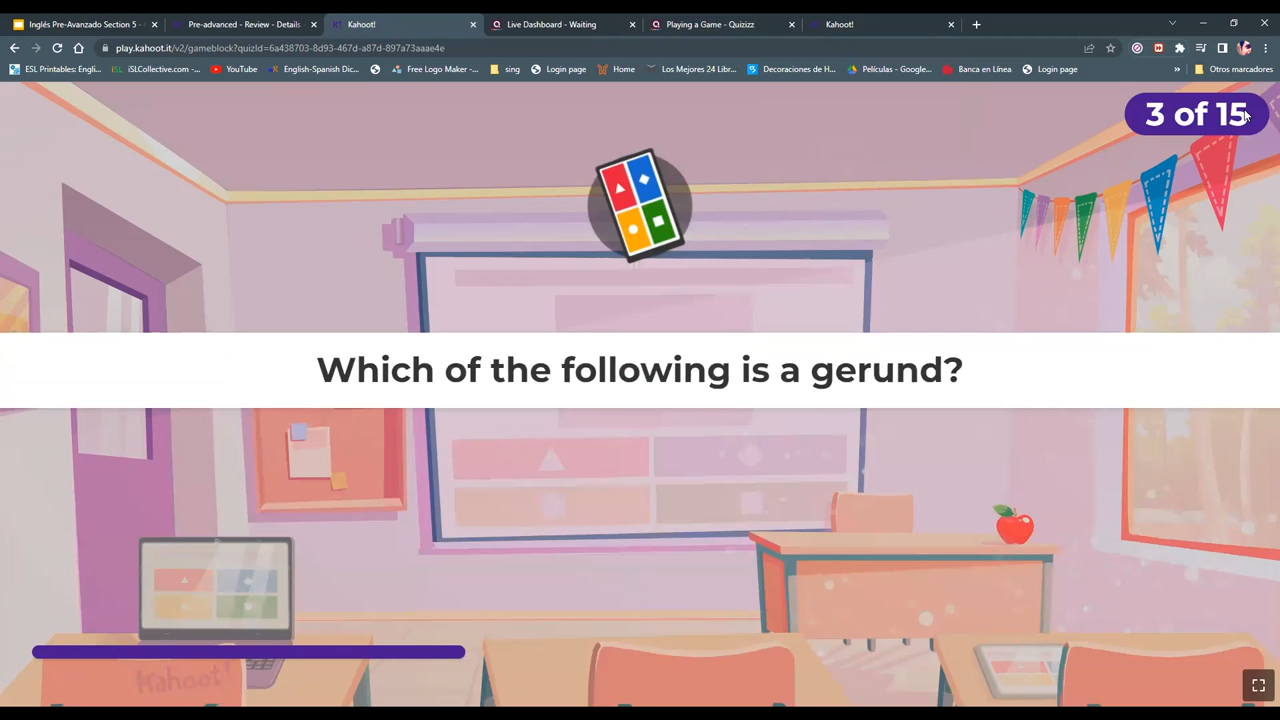 Inglés Pre-Avanzado Section 5 -
Pre-advanced - Review - Details
Kahoot!
Live Dashboard - Waiting
Playing a Game - Quizizz
Kahoot!
play.kahoot.it/v2/gameblock?quizId=6a438703-8d93-467d-a87d-897a73aaae4e
ESL Printables: Engli...
iSLCollective.com -...
YouTube
English-Spanish Dic...
Free Logo Maker -...
sing
Login page
Home
Los Mejores 24 Libr...
Decoraciones de H...
Películas - Google...
Banca en Línea
Login page
»
Otros marcadores
3 of 15
Which of the following is a gerund?
Kahoot!